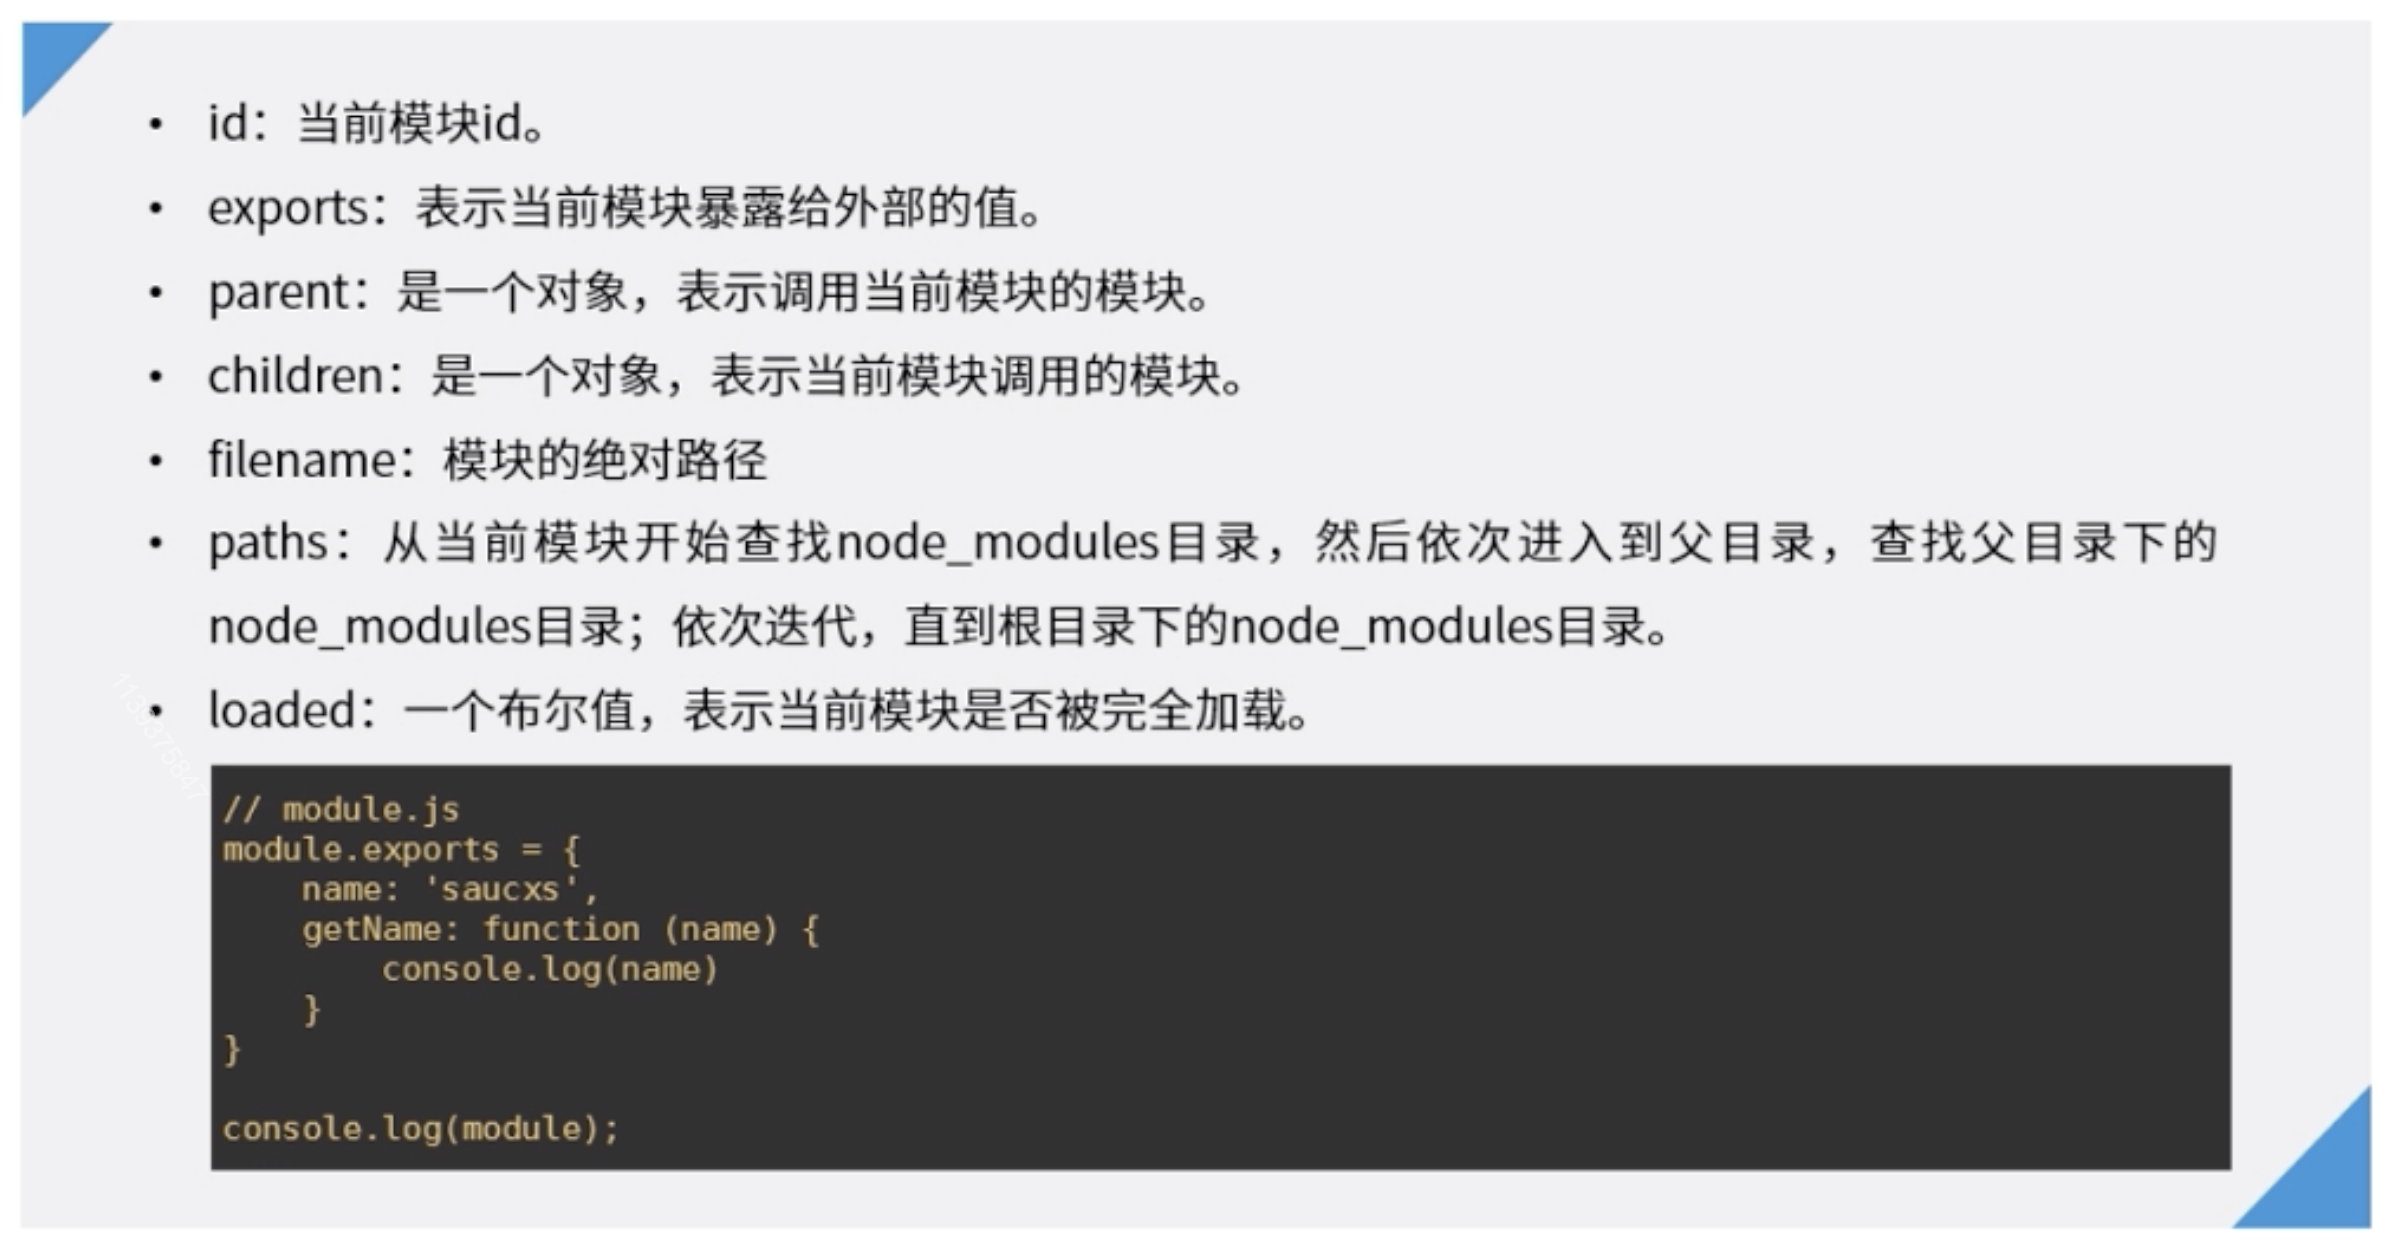 • id：当前模块id。
• exports：表示当前模块暴露给外部的值。
• parent：是一个对象，表示调用当前模块的模块。
• children：是一个对象，表示当前模块调用的模块。
• filename：模块的绝对路径
• paths：从当前模块开始查找node_modules目录，然后依次进入到父目录，查找父目录下的
node_modules目录；依次迭代，直到根目录下的node_modules目录。
• loaded：一个布尔值，表示当前模块是否被完全加载。
// module.js
module.exports = {
    name: 'saucxs',
    getName: function (name) {
        console.log(name)
    }
}
console.log(module);